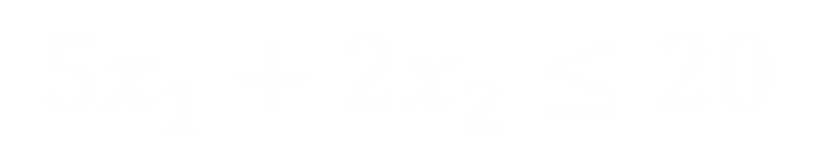 5x₁ + 2x₂ ≤ 20